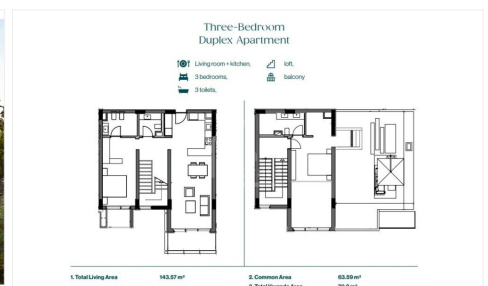 Three-Bedroom
Duplex Apartment
Living room + kitchen,
loft,
3 bedrooms,
balcony
3 toilets,
1. Total Living Area 143.57 m²
2. Common Area 63.59 m²